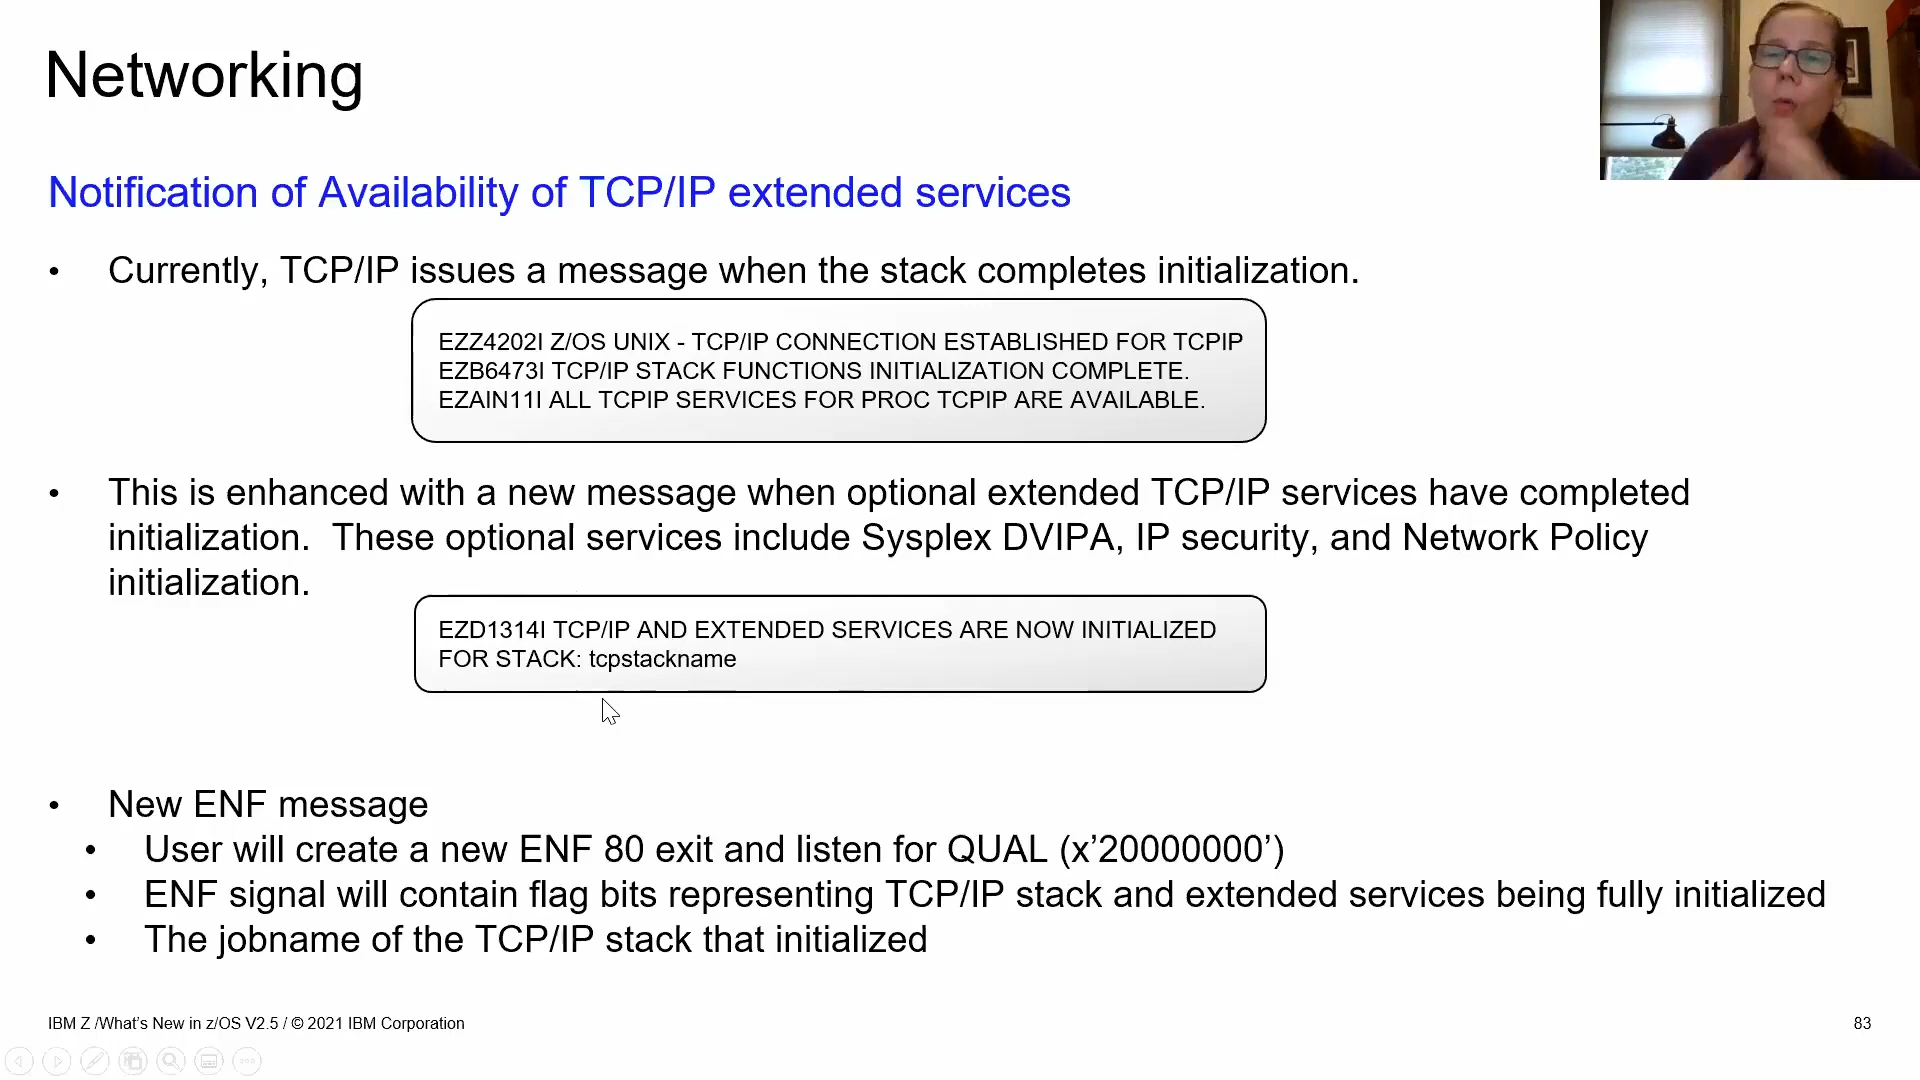 Networking
Notification of Availability of TCP/IP extended services
• Currently, TCP/IP issues a message when the stack completes initialization.
EZZ4202I Z/OS UNIX - TCP/IP CONNECTION ESTABLISHED FOR TCPIP
EZB6473I TCP/IP STACK FUNCTIONS INITIALIZATION COMPLETE.
EZAIN11I ALL TCPIP SERVICES FOR PROC TCPIP ARE AVAILABLE.
• This is enhanced with a new message when optional extended TCP/IP services have completed
initialization.  These optional services include Sysplex DVIPA, IP security, and Network Policy
initialization.
EZD1314I TCP/IP AND EXTENDED SERVICES ARE NOW INITIALIZED
FOR STACK: tcpstackname
• New ENF message
• User will create a new ENF 80 exit and listen for QUAL (x’20000000’)
• ENF signal will contain flag bits representing TCP/IP stack and extended services being fully initialized
• The jobname of the TCP/IP stack that initialized
IBM Z /What’s New in z/OS V2.5 / © 2021 IBM Corporation
83